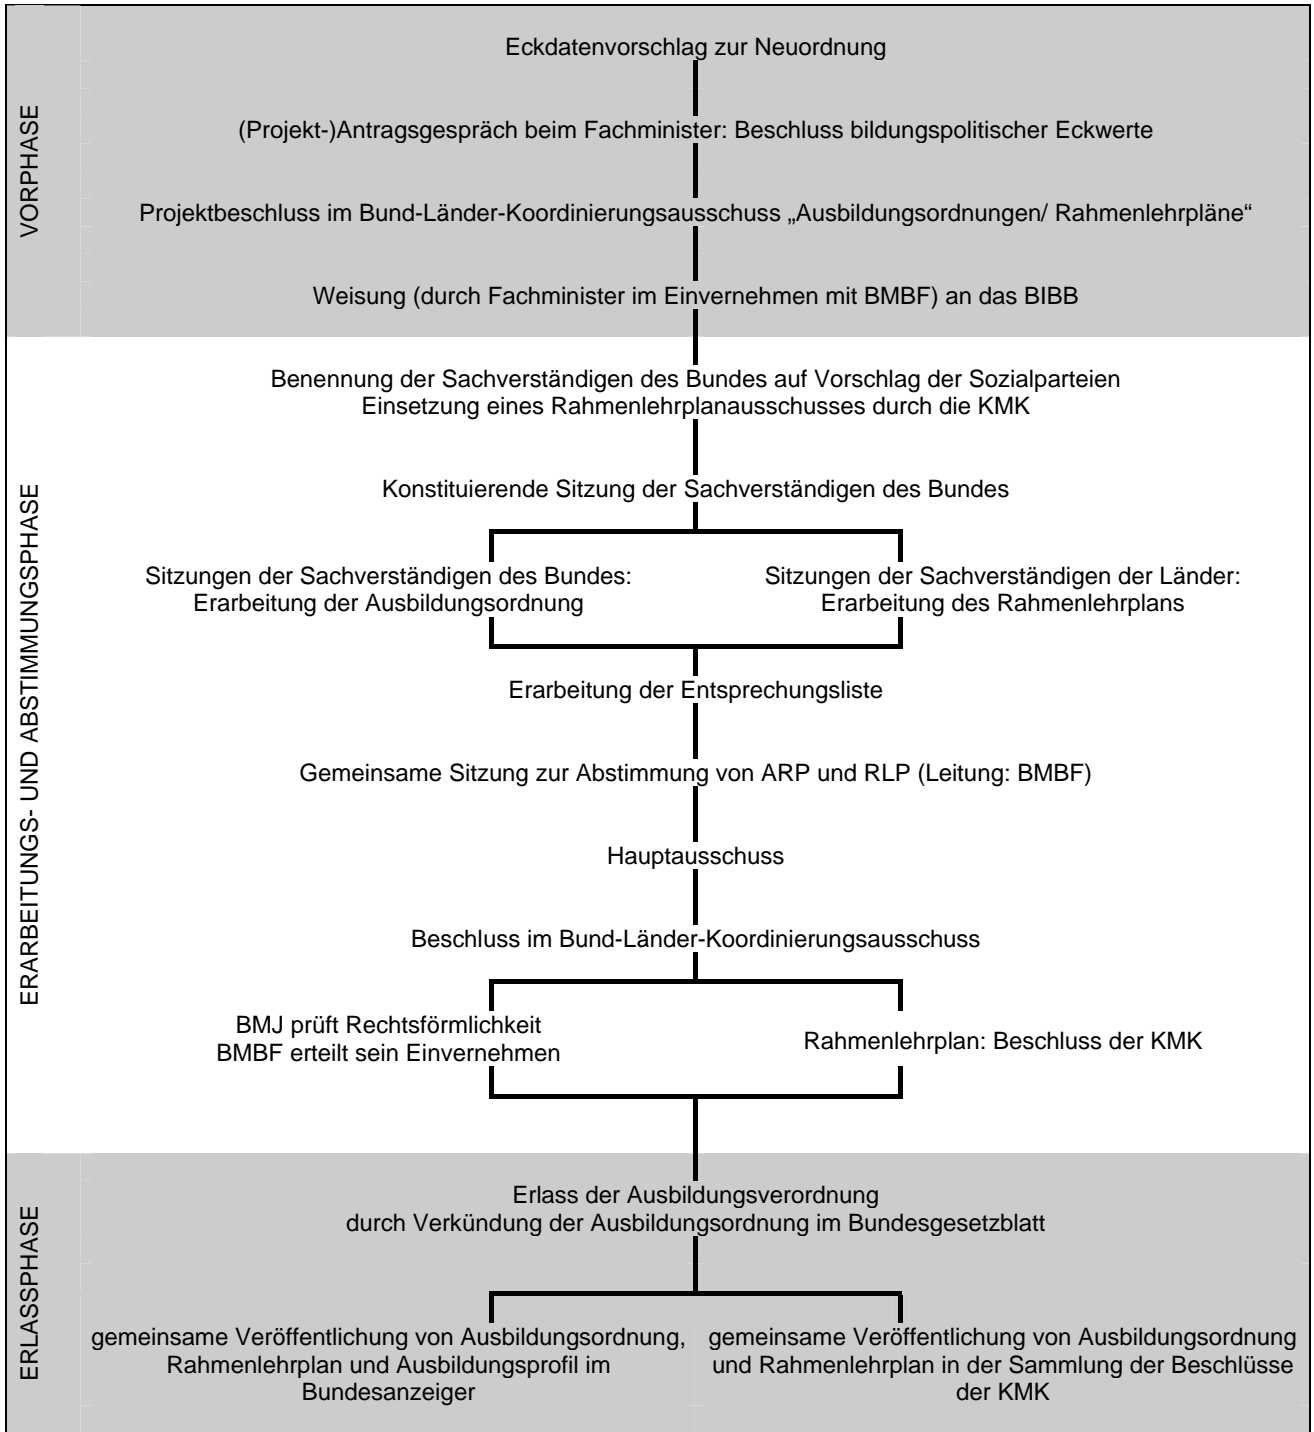 VORPHASE
Eckdatenvorschlag zur Neuordnung
(Projekt-)Antragsgespräch beim Fachminister: Beschluss bildungspolitischer Eckwerte
Projektbeschluss im Bund-Länder-Koordinierungsausschuss „Ausbildungsordnungen/ Rahmenlehrpläne“
Weisung (durch Fachminister im Einvernehmen mit BMBF) an das BIBB
ERARBEITUNGS- UND ABSTIMMUNGSPHASE
Benennung der Sachverständigen des Bundes auf Vorschlag der Sozialparteien
Einsetzung eines Rahmenlehrplanausschusses durch die KMK
Konstituierende Sitzung der Sachverständigen des Bundes
Sitzungen der Sachverständigen des Bundes:
Erarbeitung der Ausbildungsordnung
Sitzungen der Sachverständigen der Länder:
Erarbeitung des Rahmenlehrplans
Erarbeitung der Entsprechungsliste
Gemeinsame Sitzung zur Abstimmung von ARP und RLP (Leitung: BMBF)
Hauptausschuss
Beschluss im Bund-Länder-Koordinierungsausschuss
BMJ prüft Rechtsförmlichkeit
BMBF erteilt sein Einvernehmen
Rahmenlehrplan: Beschluss der KMK
ERLASSPHASE
Erlass der Ausbildungsverordnung
durch Verkündung der Ausbildungsordnung im Bundesgesetzblatt
gemeinsame Veröffentlichung von Ausbildungsordnung,
Rahmenlehrplan und Ausbildungsprofil im
Bundesanzeiger
gemeinsame Veröffentlichung von Ausbildungsordnung
und Rahmenlehrplan in der Sammlung der Beschlüsse
der KMK